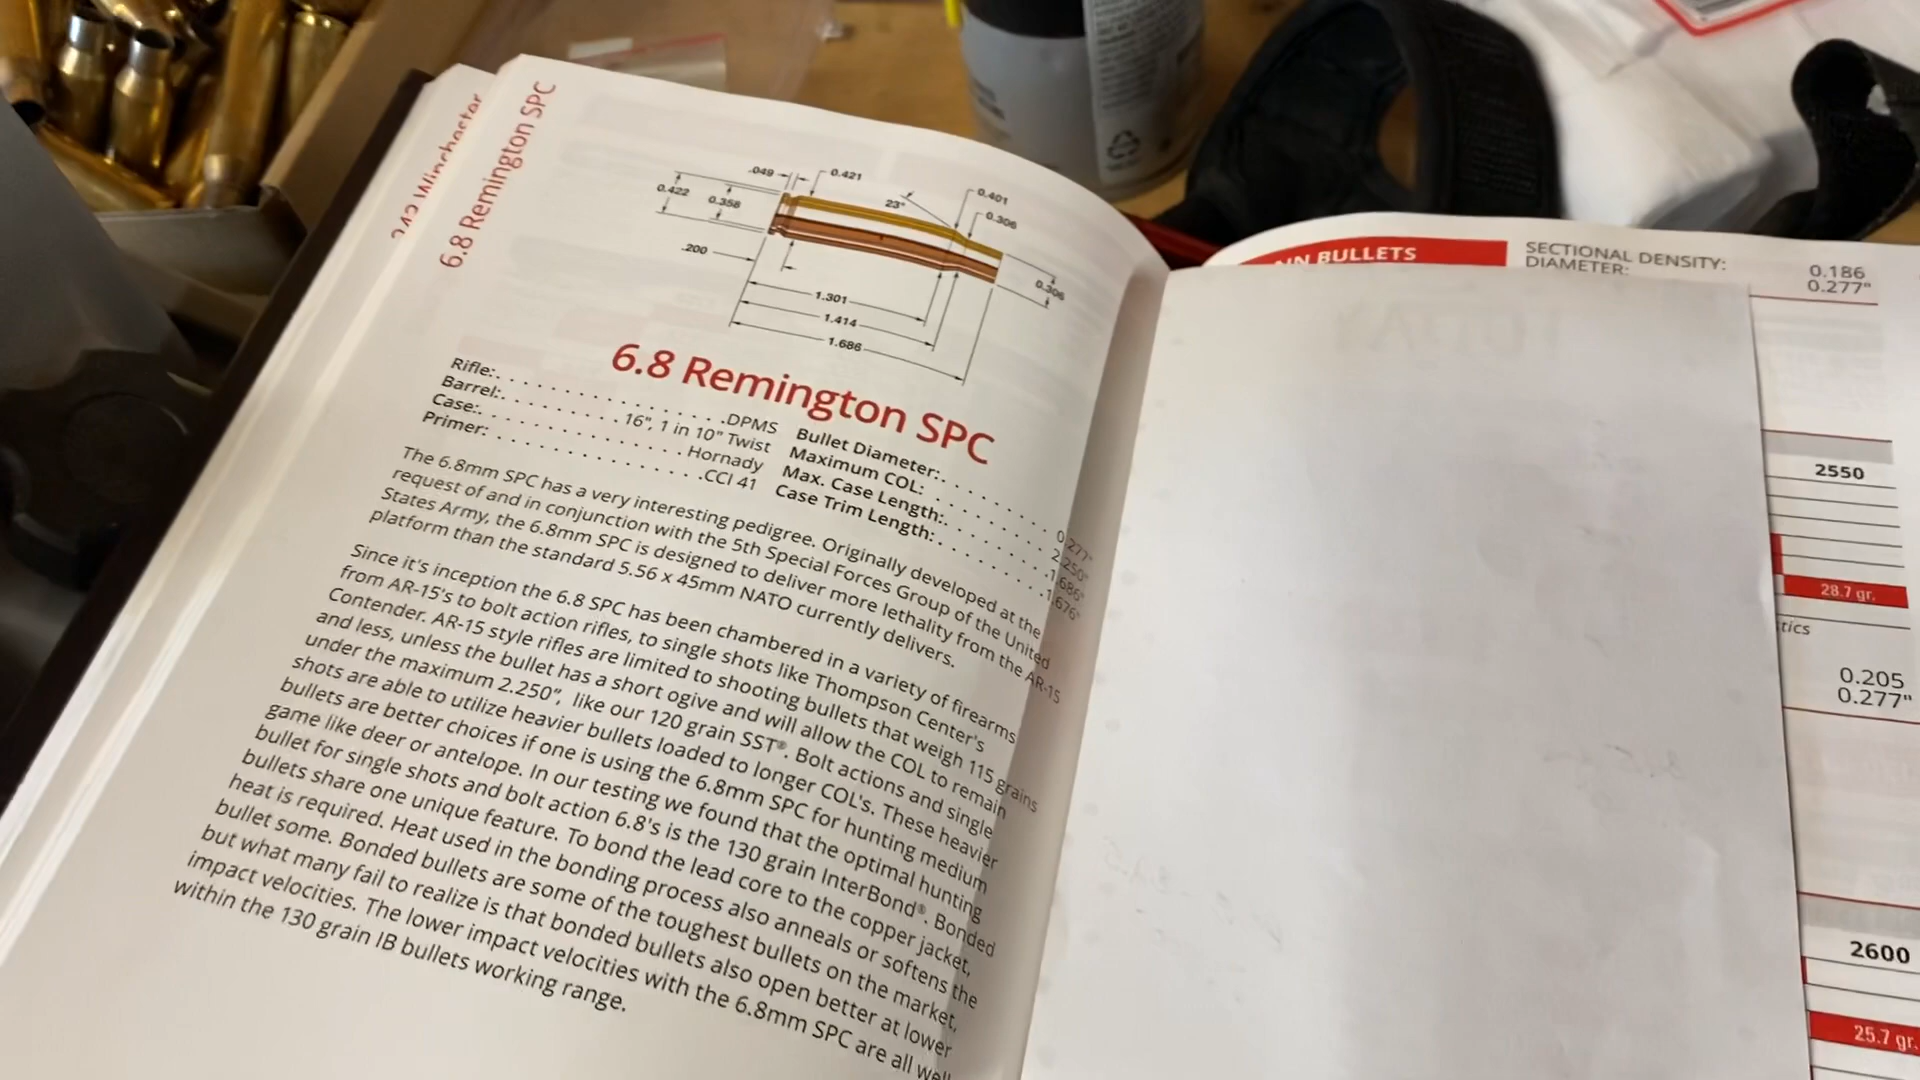 6.8 Remington SPC
.049
0.421
0.422
0.358
23°
0.401
0.306
.200
0.306
1.301
1.414
1.686
6.8 Remington SPC
Rifle: DPMS
Barrel: 16", 1 in 10" Twist
Case: Hornady
Primer: CCI 41
Bullet Diameter: 0.277"
Maximum COL: 2.250"
Max. Case Length: 1.686"
Case Trim Length: 1.676"
The 6.8mm SPC has a very interesting pedigree. Originally developed at the
request of and in conjunction with the 5th Special Forces Group of the United
States Army, the 6.8mm SPC is designed to deliver more lethality from the AR-15
platform than the standard 5.56 x 45mm NATO currently delivers.
Since it's inception the 6.8 SPC has been chambered in a variety of firearms
from AR-15's to bolt action rifles, to single shots like Thompson Center's
Contender. AR-15 style rifles are limited to shooting bullets that weigh 115 grains
and less, unless the bullet has a short ogive and will allow the COL to remain
under the maximum 2.250", like our 120 grain SST®. Bolt actions and single
shots are able to utilize heavier bullets loaded to longer COL's. These heavier
bullets are better choices if one is using the 6.8mm SPC for hunting medium
game like deer or antelope. In our testing we found that the optimal hunting
bullet for single shots and bolt action 6.8's is the 130 grain InterBond®. Bonded
bullets share one unique feature. To bond the lead core to the copper jacket,
heat is required. Heat used in the bonding process also anneals or softens the
bullet some. Bonded bullets are some of the toughest bullets on the market,
but what many fail to realize is that bonded bullets also open better at lower
impact velocities. The lower impact velocities with the 6.8mm SPC are all well
within the 130 grain IB bullets working range.
BULLETS
SECTIONAL DENSITY: 0.186
DIAMETER: 0.277"
2550
28.7 gr.
0.205
0.277"
2600
25.7 gr.